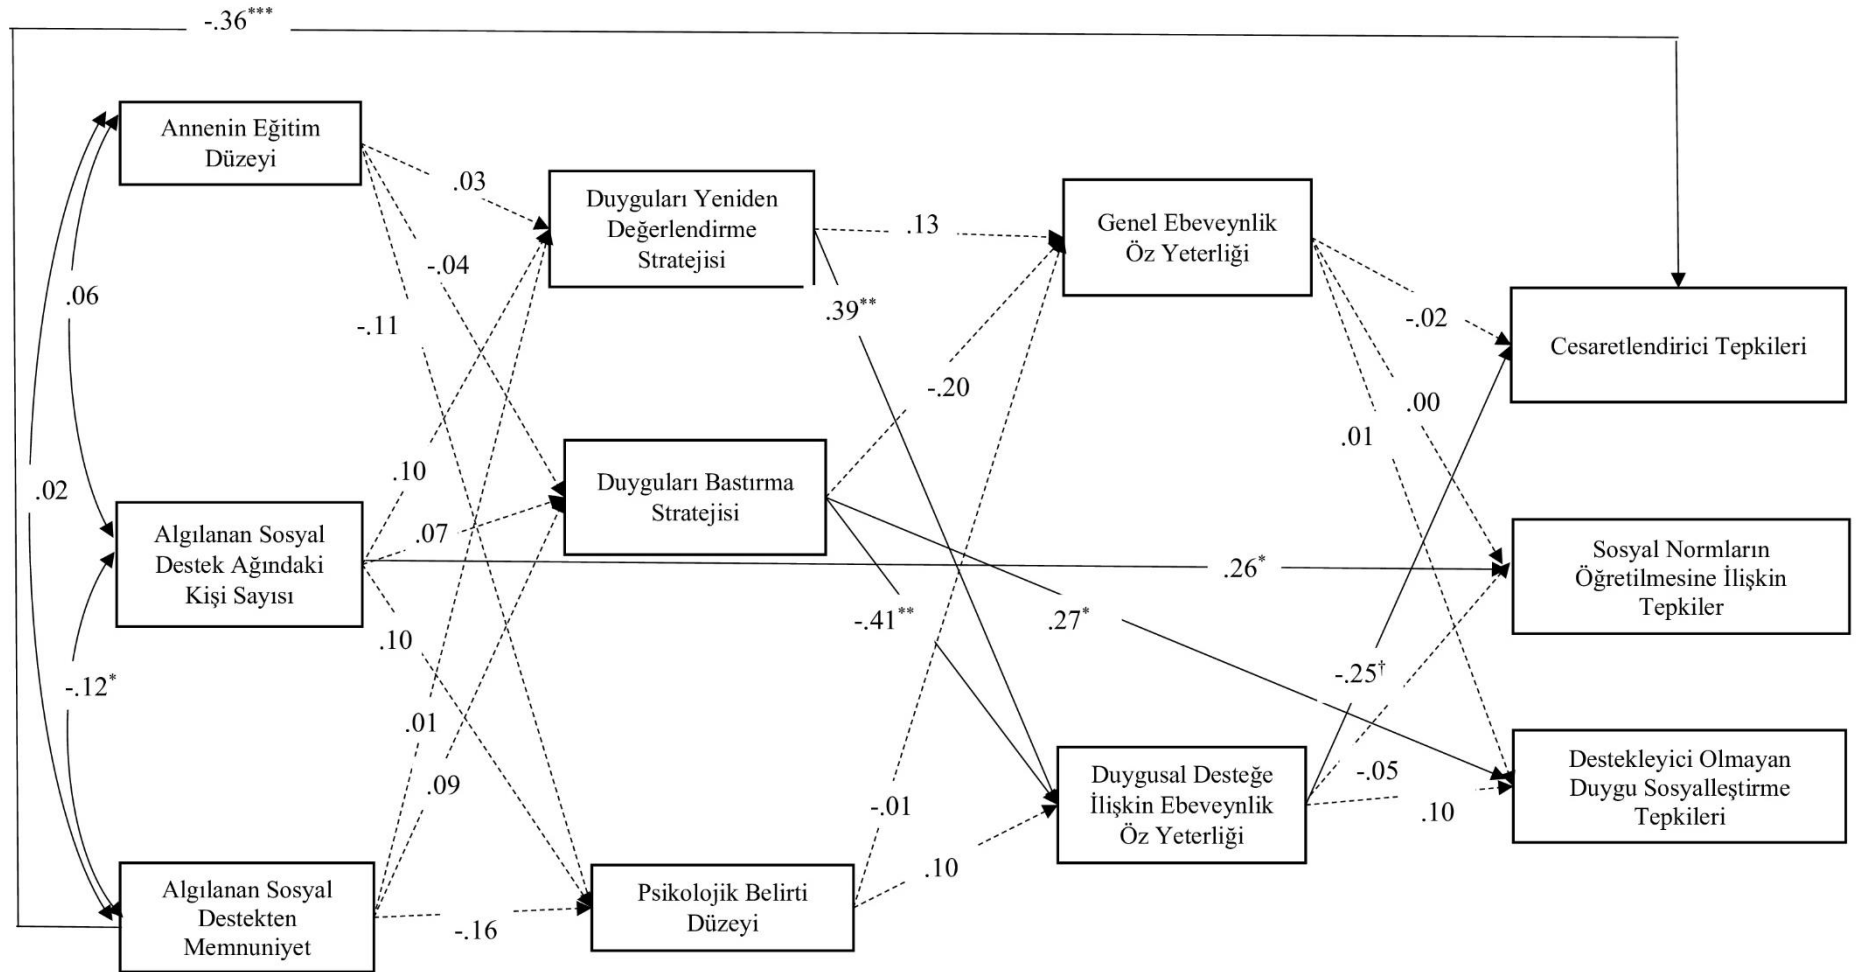 -.36***
Annenin Eğitim
Düzeyi
.03
Duyguları Yeniden
Değerlendirme
Stratejisi
.13
Genel Ebeveynlik
Öz Yeterliği
-.04
.06
-.11
.39**
-.02
Cesaretlendirici Tepkileri
-.20
.00
.01
.10
.02
Duyguları Bastırma
Stratejisi
.07
Algılanan Sosyal
Destek Ağındaki
Kişi Sayısı
.26*
Sosyal Normların
Öğretilmesine İlişkin
Tepkiler
-.41**
.27*
.10
-.12*
-.25†
.01
.09
-.05
Duygusal Desteğe
İlişkin Ebeveynlik
Öz Yeterliği
.10
Destekleyici Olmayan
Duygu Sosyalleştirme
Tepkileri
-.01
.10
Algılanan Sosyal
Destekten
Memnuniyet
-.16
Psikolojik Belirti
Düzeyi